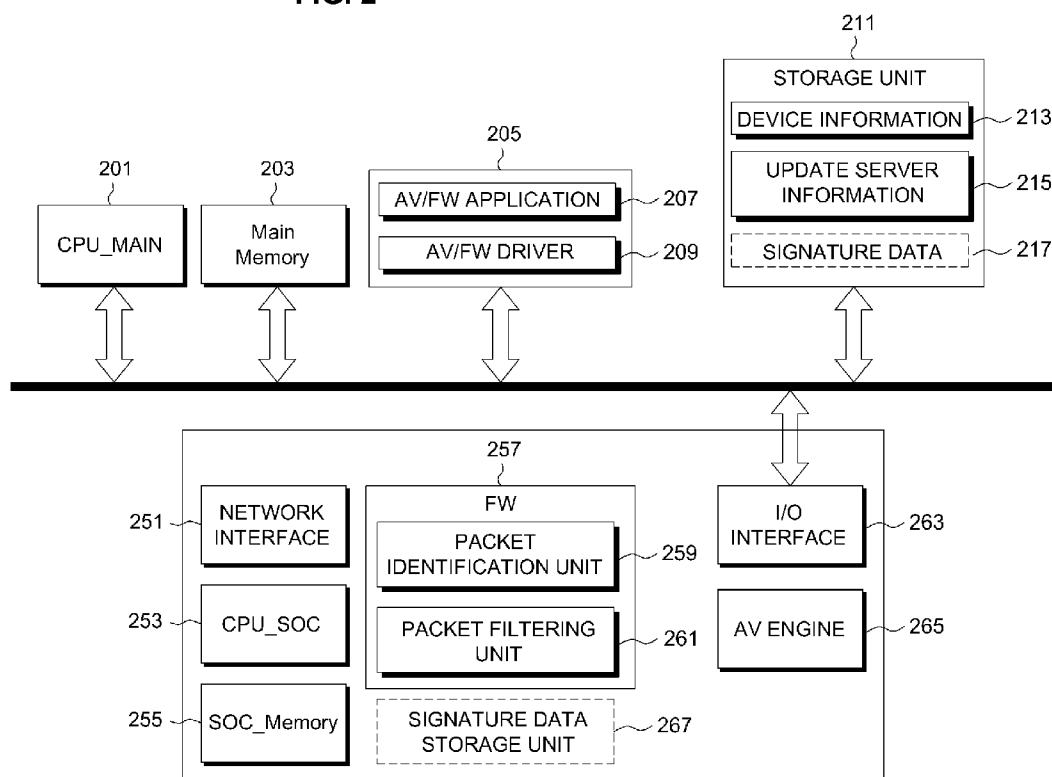 FIG. 2
211
STORAGE UNIT
DEVICE INFORMATION
213
UPDATE SERVER
INFORMATION
215
SIGNATURE DATA
217
205
AV/FW APPLICATION
207
AV/FW DRIVER
209
201
CPU_MAIN
203
Main
Memory
257
FW
251
NETWORK
INTERFACE
PACKET
IDENTIFICATION UNIT
259
I/O
INTERFACE
263
253
CPU_SOC
PACKET FILTERING
UNIT
261
AV ENGINE
265
255
SOC_Memory
SIGNATURE DATA
STORAGE UNIT
267